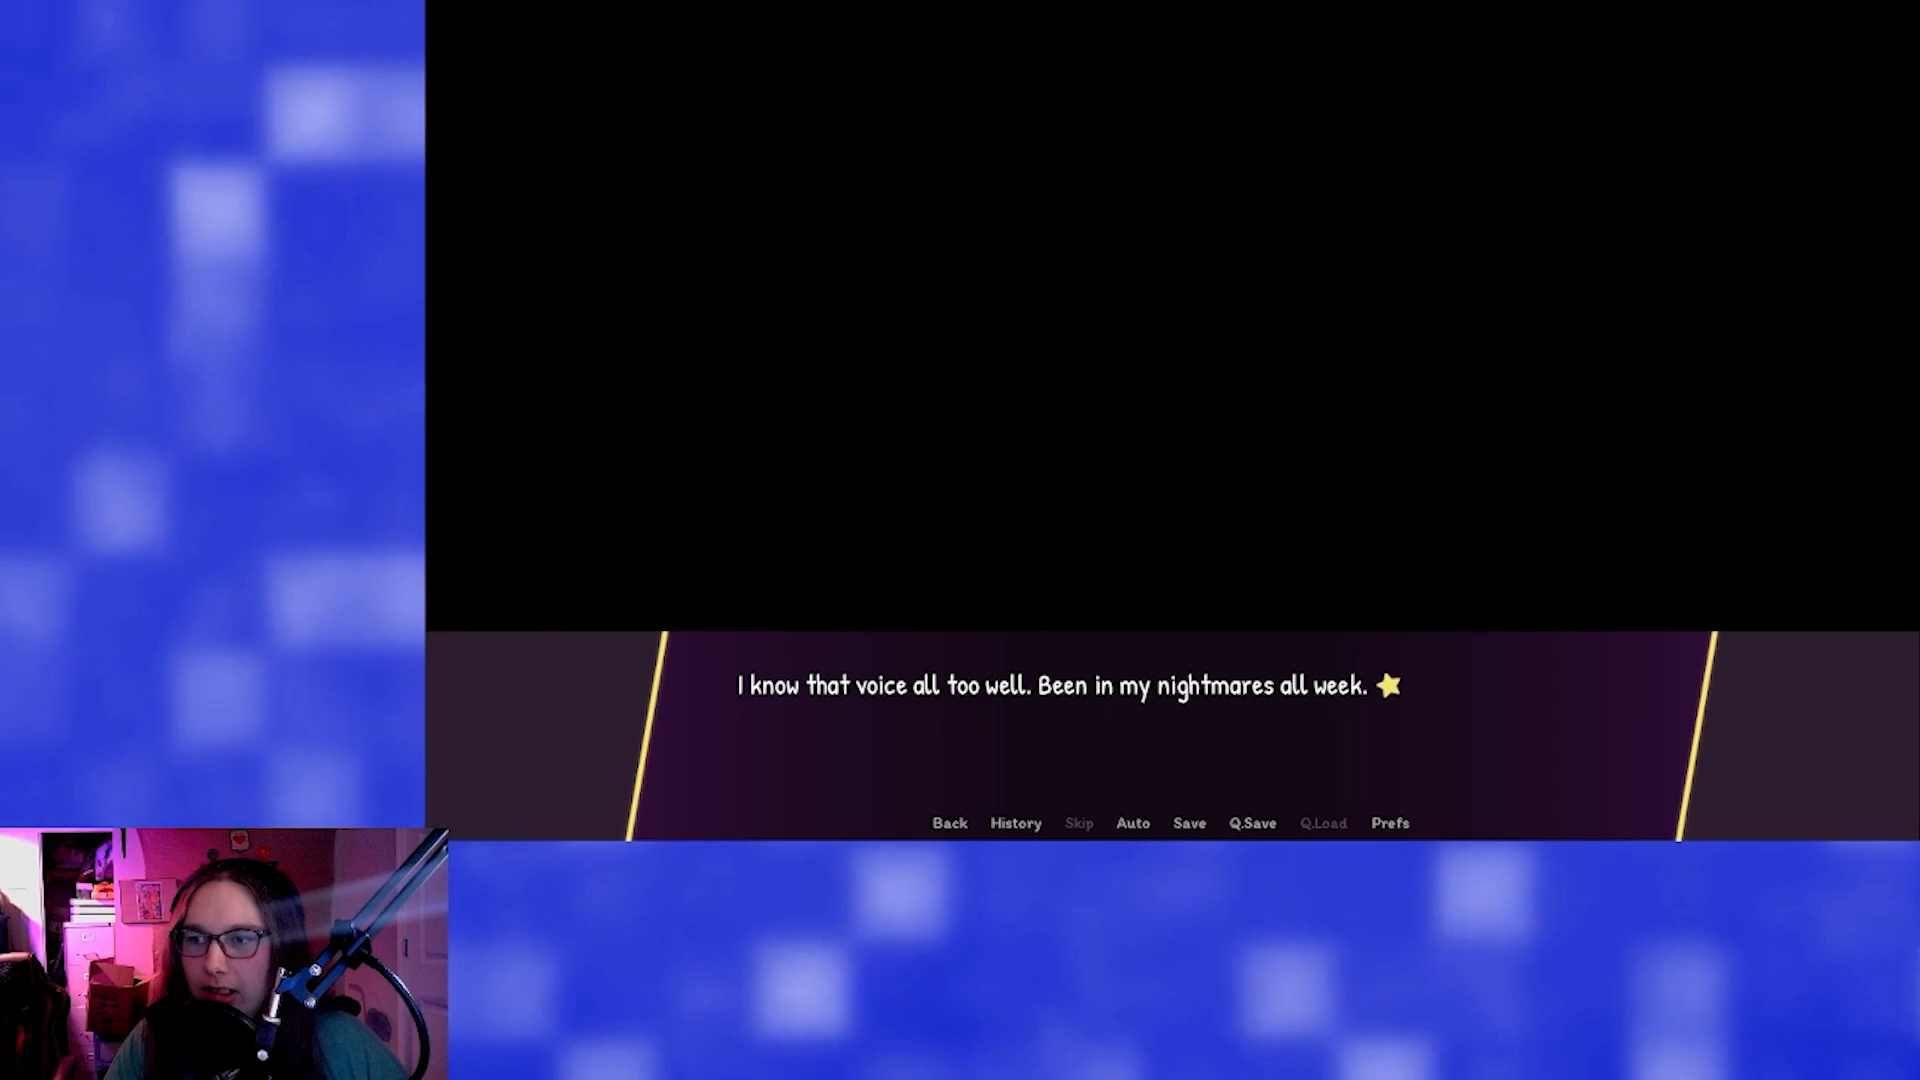 I know that voice all too well. Been in my nightmares all week.
Back History Skip Auto Save Q.Save Q.Load Prefs